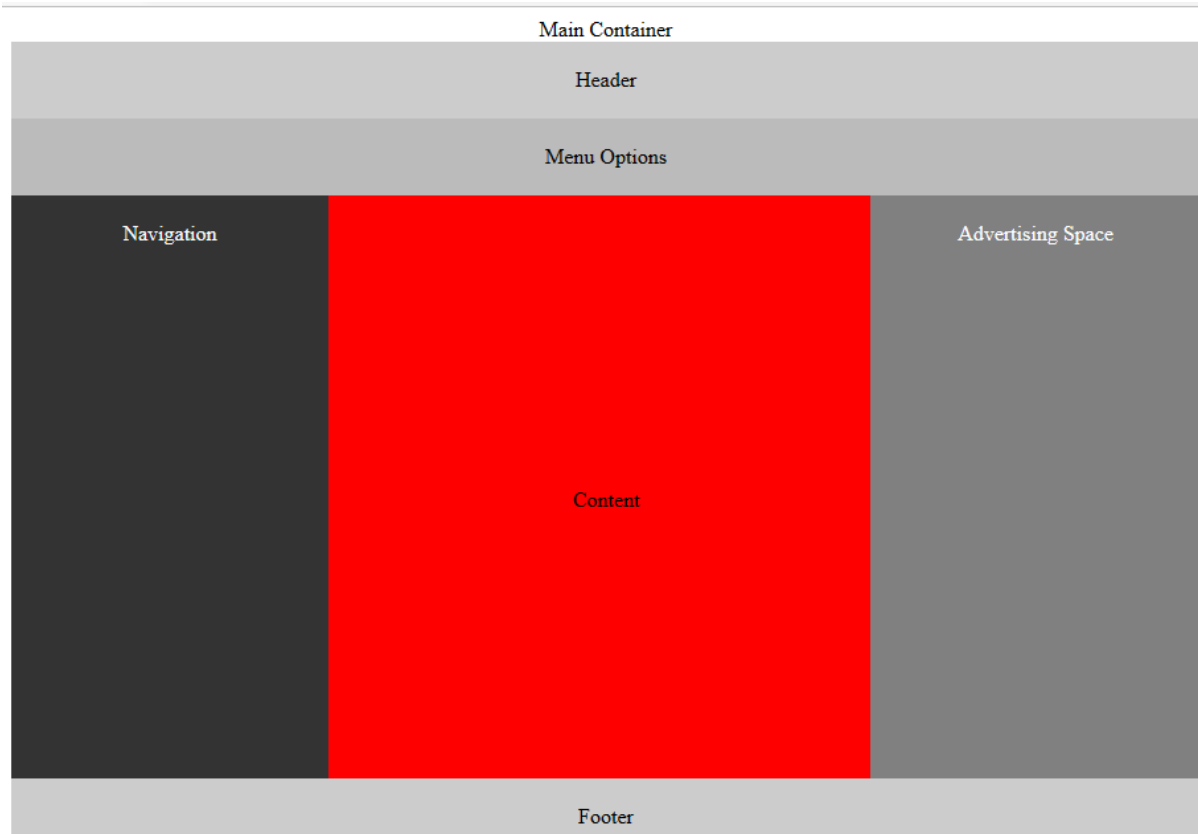 Main Container
Header
Menu Options
Navigation
Advertising Space
Content
Footer